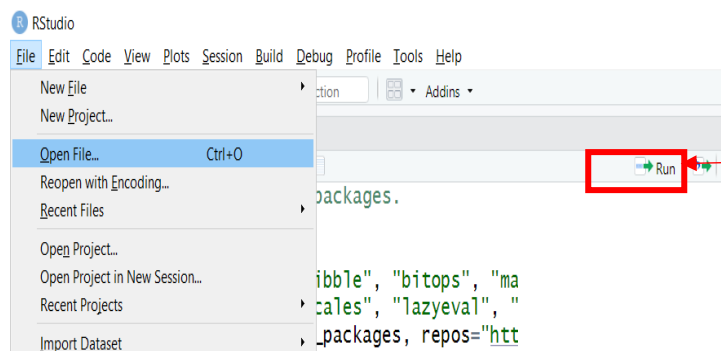 RStudio
File Edit Code View Plots Session Build Debug Profile Tools Help
New File
Addins
New Project...
Open File... Ctrl+O
Reopen with Encoding...
Run
Recent Files
packages.
Open Project...
Open Project in New Session...
ibble", "bitops", "ma
Recent Projects
cales", "lazyeval", "
_packages, repos="htt
Import Dataset